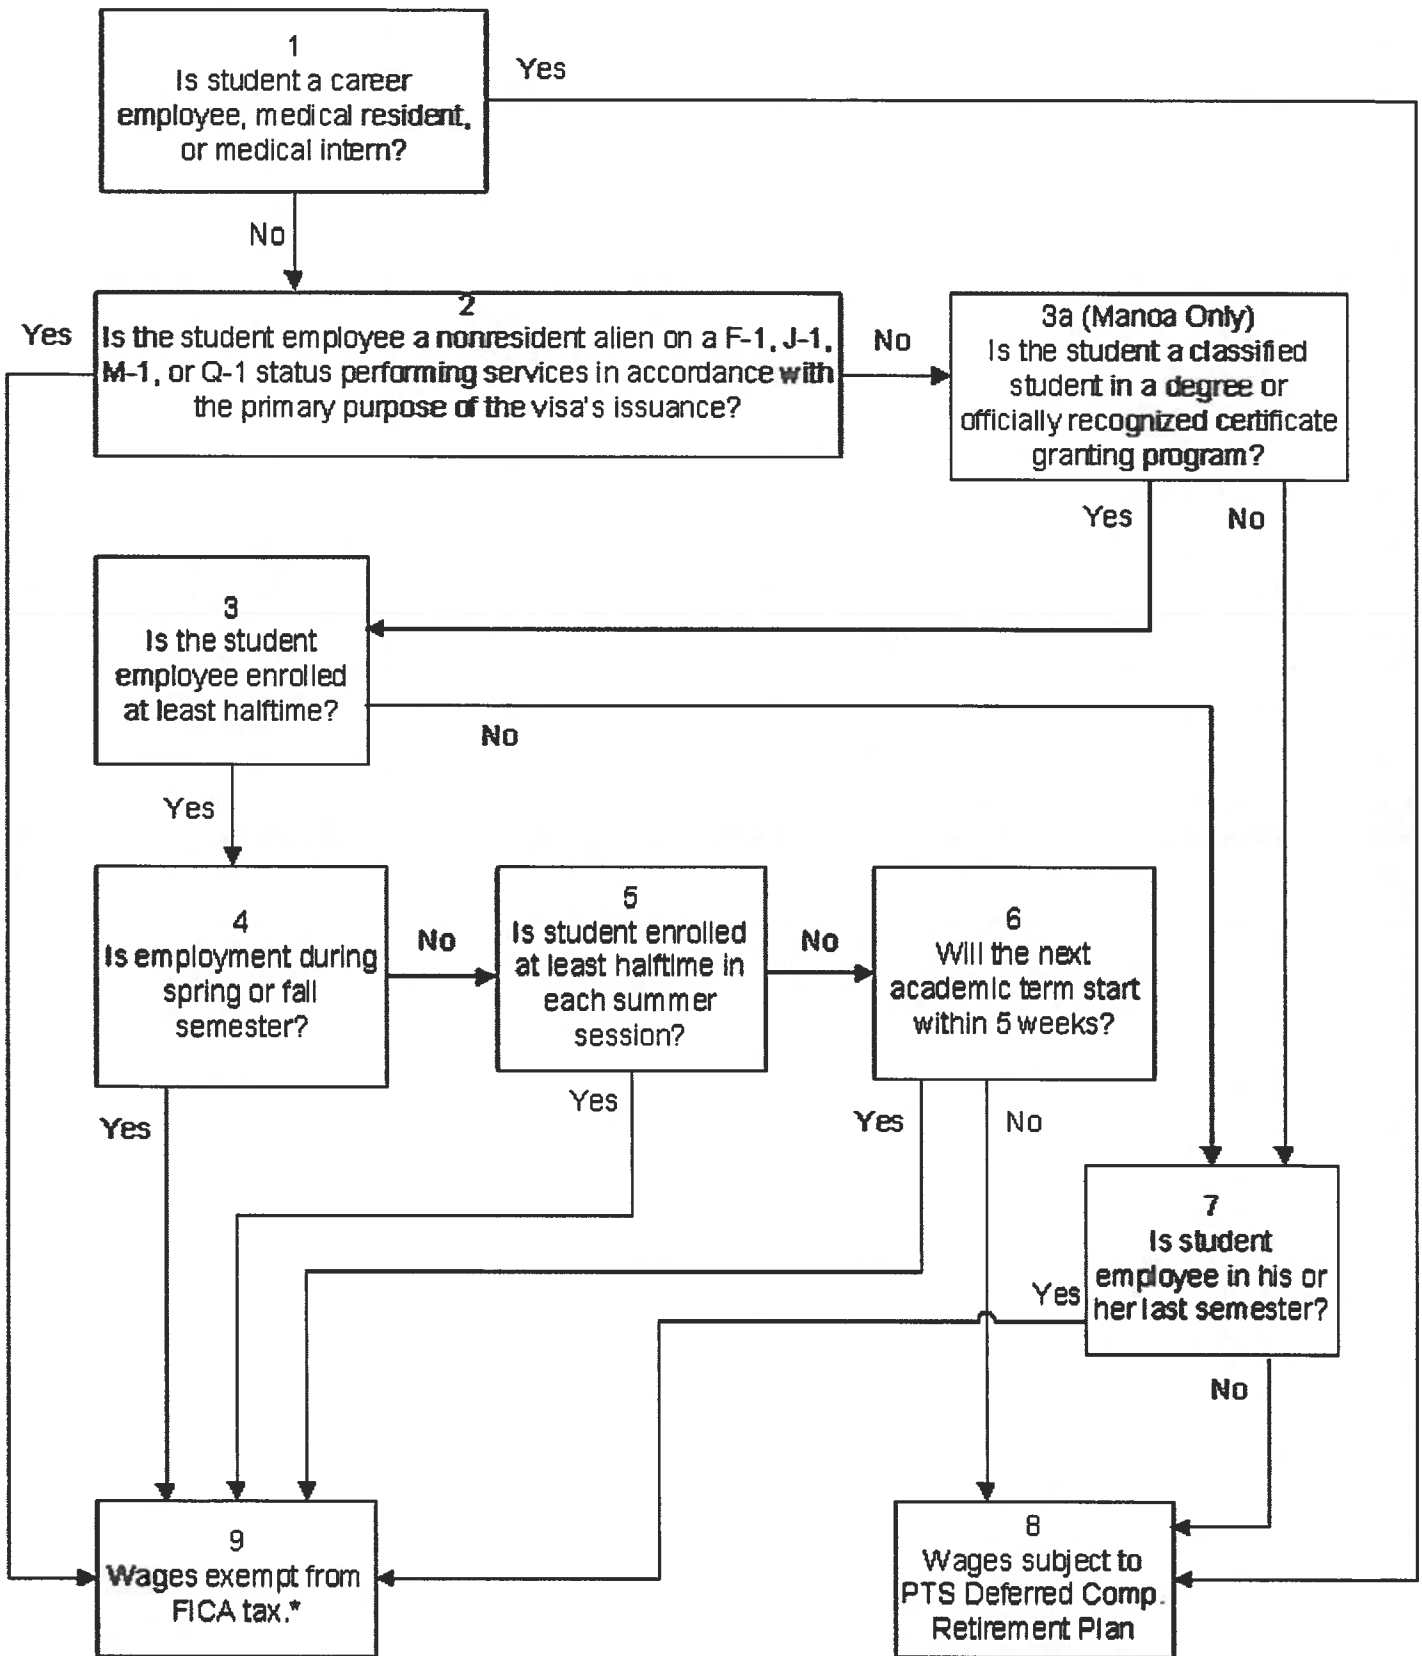 1
Is student a career
employee, medical resident,
or medical intern?
Yes
No
2
Is the student employee a nonresident alien on a F-1, J-1,
M-1, or Q-1 status performing services in accordance with
the primary purpose of the visa's issuance?
Yes
No
3a (Manoa Only)
Is the student a classified
student in a degree or
officially recognized certificate
granting program?
Yes
No
3
Is the student
employee enrolled
at least halftime?
No
Yes
4
Is employment during
spring or fall
semester?
No
5
Is student enrolled
at least halftime in
each summer
session?
No
6
Will the next
academic term start
within 5 weeks?
Yes
Yes
Yes
No
7
Is student
employee in his or
her last semester?
Yes
No
9
Wages exempt from
FICA tax.*
8
Wages subject to
PTS Deferred Comp.
Retirement Plan